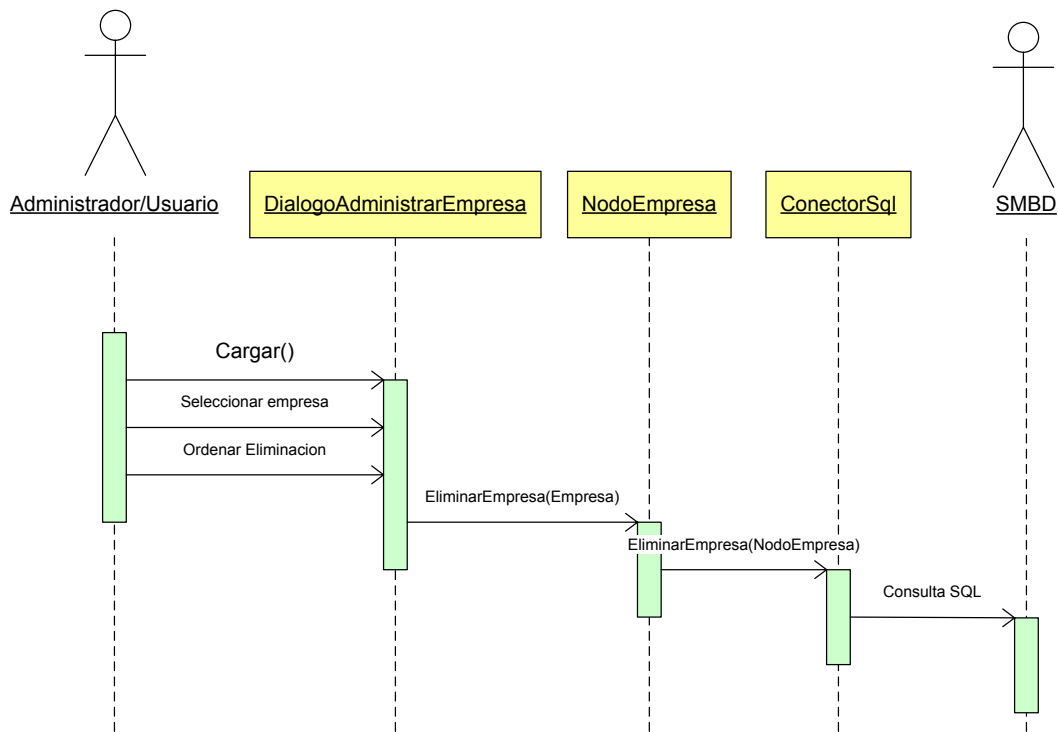 Administrador/Usuario
DialogoAdministrarEmpresa
NodoEmpresa
ConectorSql
SMBD
Cargar()
Seleccionar empresa
Ordenar Eliminacion
EliminarEmpresa(Empresa)
EliminarEmpresa(NodoEmpresa)
Consulta SQL